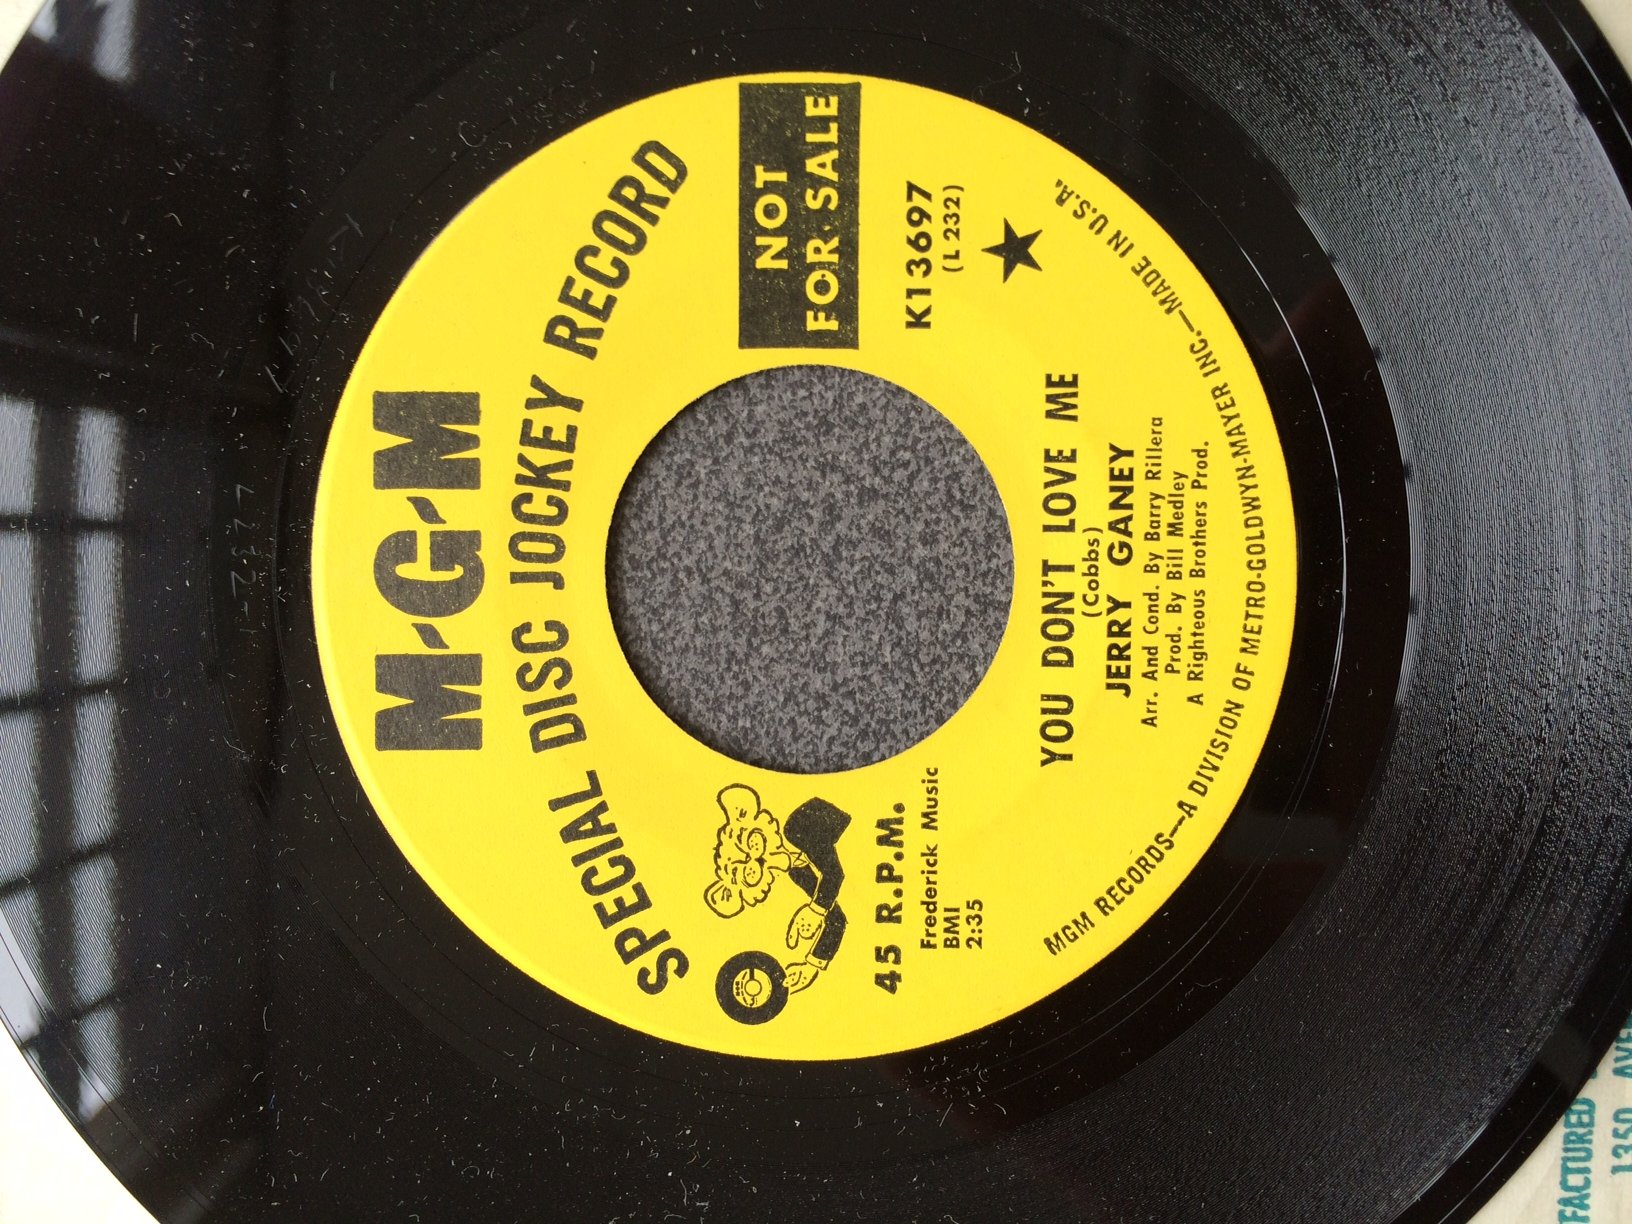 M-G-M
SPECIAL DISC JOCKEY RECORD
NOT
FOR SALE
45 R.P.M.
Frederick Music
BMI
2:35
K13697
(L 232)
YOU DON'T LOVE ME
(Cobbs)
JERRY GANEY
Arr. And Cond. By Barry Rillera
Prod. By Bill Medley
A Righteous Brothers Prod.
MGM RECORDS—A DIVISION OF METRO-GOLDWYN-MAYER INC.—MADE IN U.S.A.
FACTURED
1350 AVE